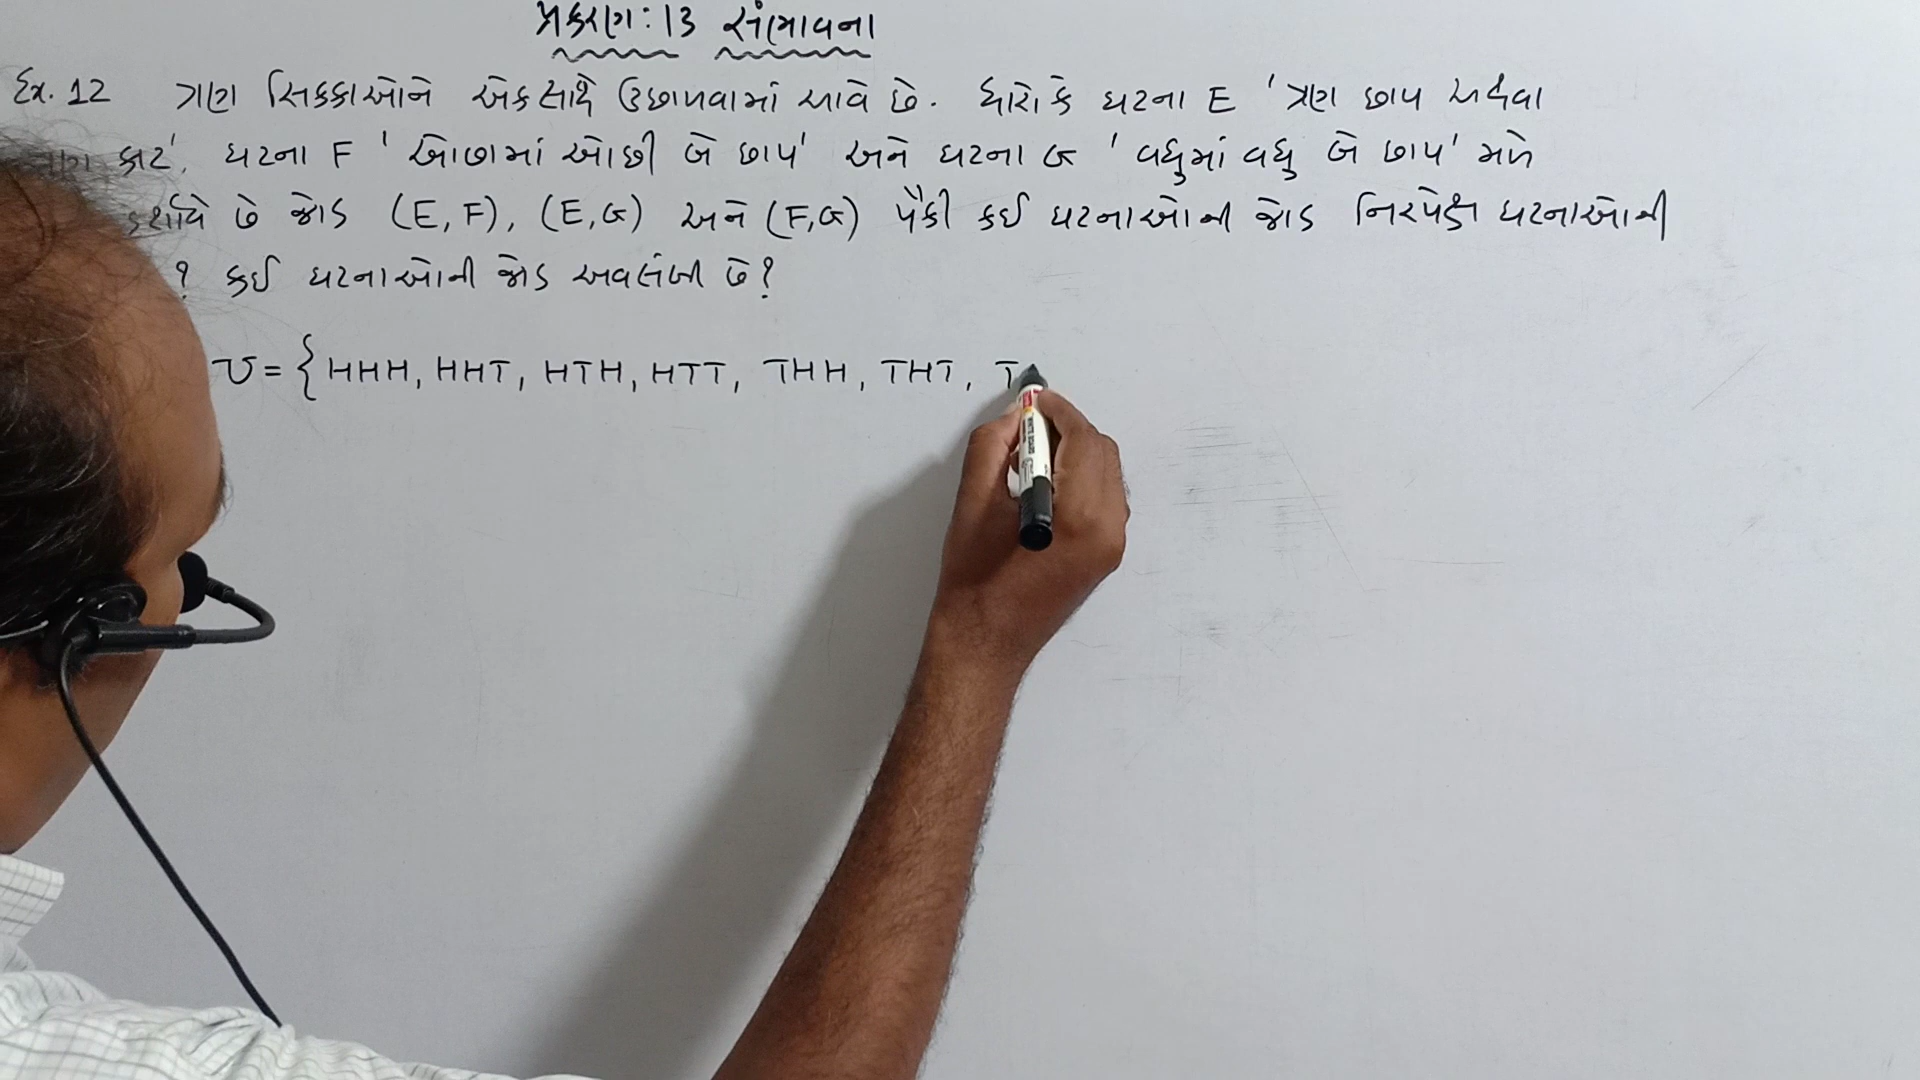 પ્રકરણ: 13 સંભાવના
Ex. 12 ત્રણ સિક્કાઓને એકસાથે ઉછાળવામાં આવે છે. ધારો કે ઘટના E 'ત્રણ છાપ અથવા
કાટ', ઘટના F 'ઓછામાં ઓછી બે છાપ' અને ઘટના G 'વધુમાં વધુ બે છાપ' મળે
દર્શાવે છે જોડ (E, F), (E, G) અને (F, G) પૈકી કઈ ઘટનાઓની જોડ નિરપેક્ષ ઘટનાઓની
? કઈ ઘટનાઓની જોડ અવલંબી છે?
U = { HHH, HHT, HTH, HTT, THH, THT, T